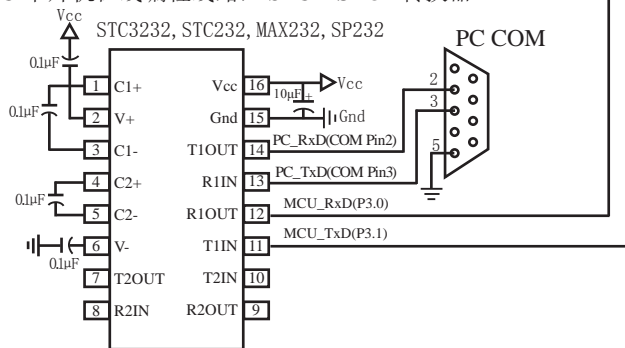 Vcc
STC3232,STC232,MAX232,SP232
PC COM
0.1μF
0.1μF
1 C1+ Vcc 16 Vcc
10μF +
2 V+ Gnd 15 Gnd
3 C1- T1OUT 14 PC_RxD(COM Pin2)
4 C2+ R1IN 13 PC_TxD(COM Pin3)
0.1μF
5 C2- R1OUT 12 MCU_RxD(P3.0)
6 V- T1IN 11 MCU_TxD(P3.1)
0.1μF
7 T2OUT T2IN 10
8 R2IN R2OUT 9
2
3
5